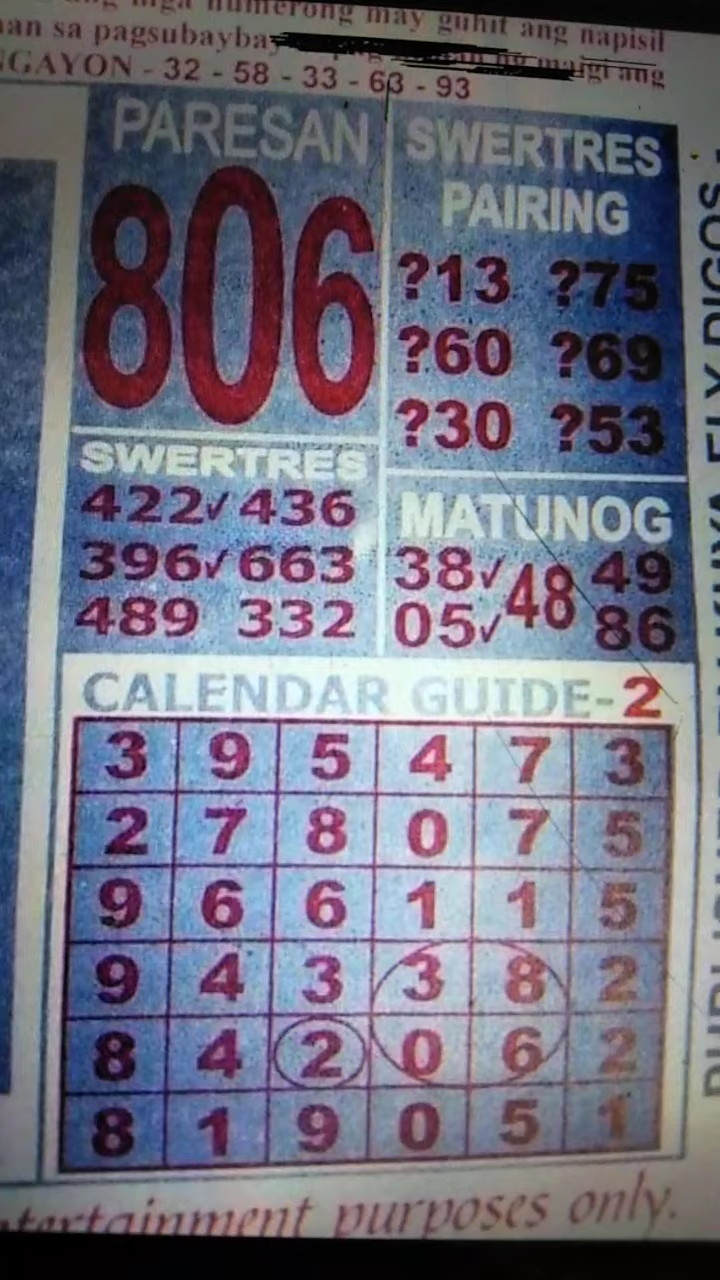 numerong may guhit ang napisil
sa
ang
NGAYON - 32 - 58 - 33 - 63 - 93
PARESAN
806
SWERTRES
PAIRING
?13 ?75
?60 ?69
?30 ?53
SWERTRES
422✓ 436
396✓ 663
489 332
MATUNOG
38✓ 48 49
05✓ 86
CALENDAR GUIDE-2
3 9 5 4 7 3
2 7 8 0 7 5
9 6 6 1 1 5
9 4 3 3 8 2
8 4 2 0 6 2
8 1 9 0 5 1
purposes only.